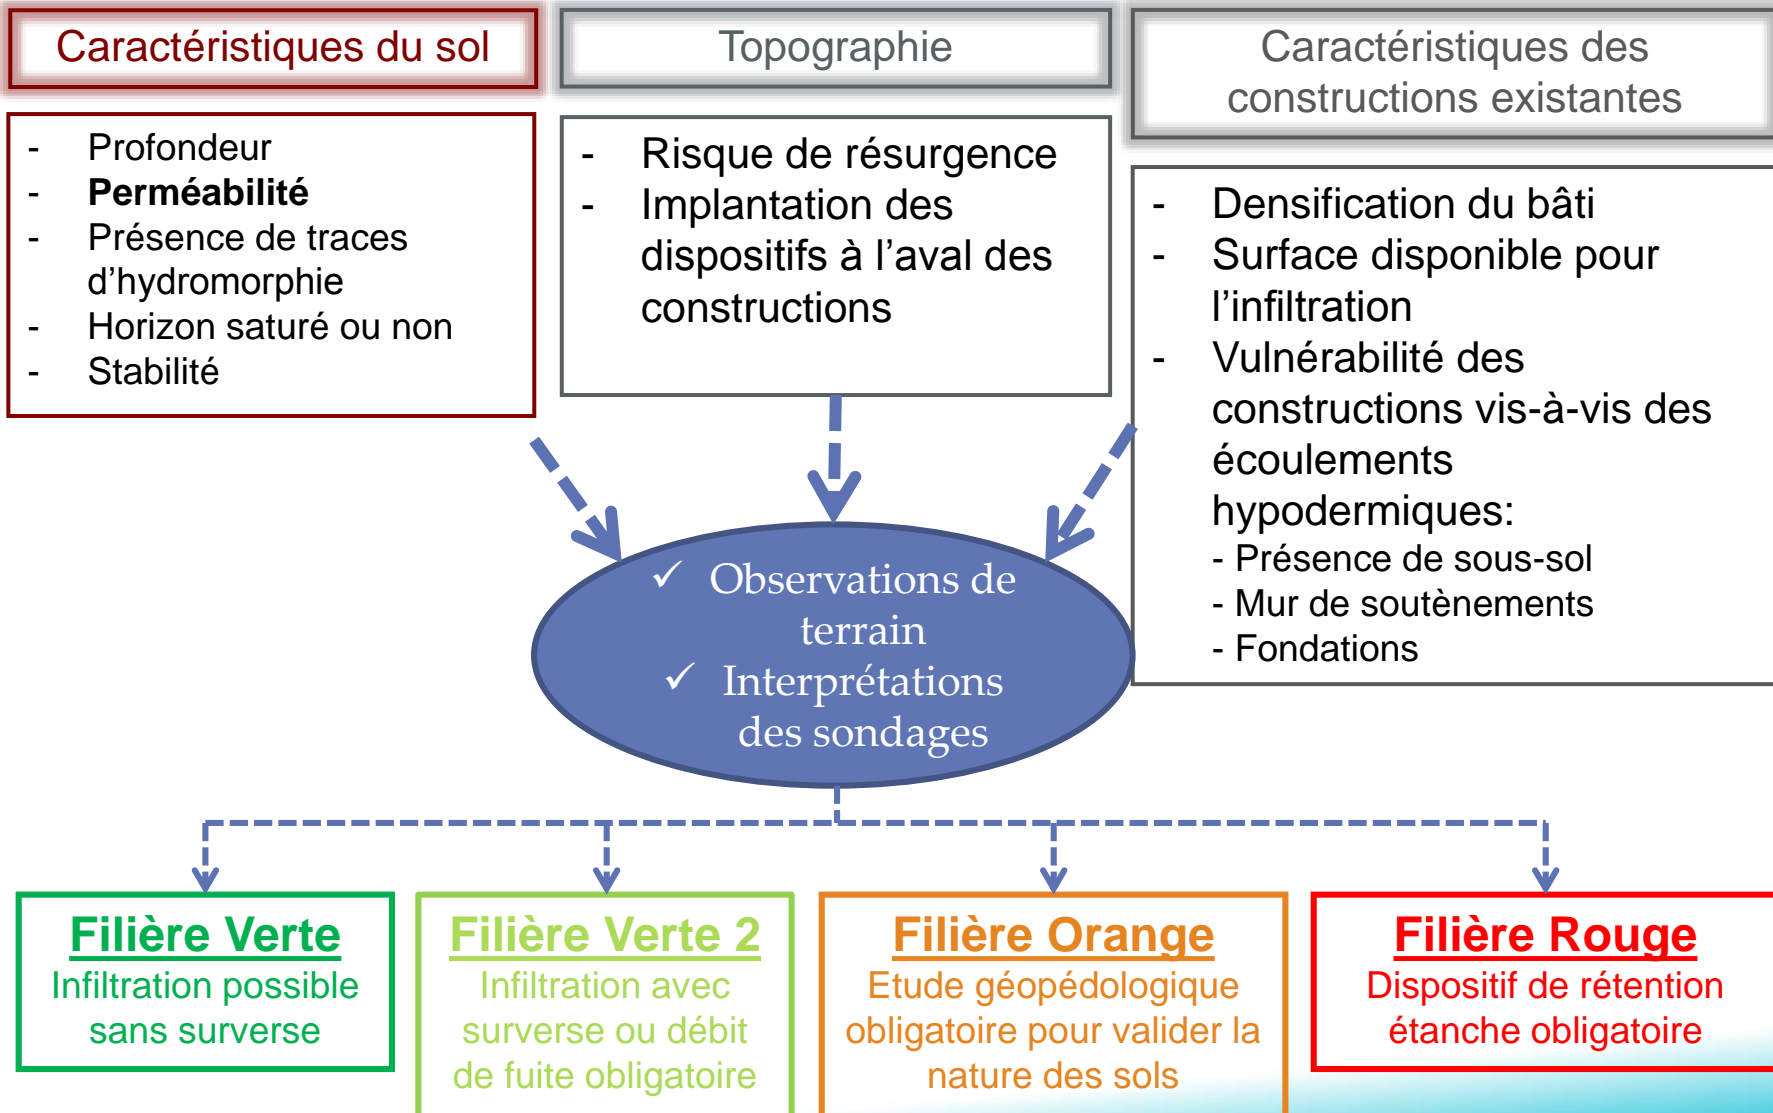 Caractéristiques du sol
- Profondeur
- Perméabilité
- Présence de traces
d'hydromorphie
- Horizon saturé ou non
- Stabilité
Topographie
- Risque de résurgence
- Implantation des
dispositifs à l'aval des
constructions
Caractéristiques des
constructions existantes
- Densification du bâti
- Surface disponible pour
l'infiltration
- Vulnérabilité des
constructions vis-à-vis des
écoulements
hypodermiques:
- Présence de sous-sol
- Mur de soutènements
- Fondations
✓ Observations de
terrain
✓ Interprétations
des sondages
Filière Verte
Infiltration possible
sans surverse
Filière Verte 2
Infiltration avec
surverse ou débit
de fuite obligatoire
Filière Orange
Etude géopédologique
obligatoire pour valider la
nature des sols
Filière Rouge
Dispositif de rétention
étanche obligatoire